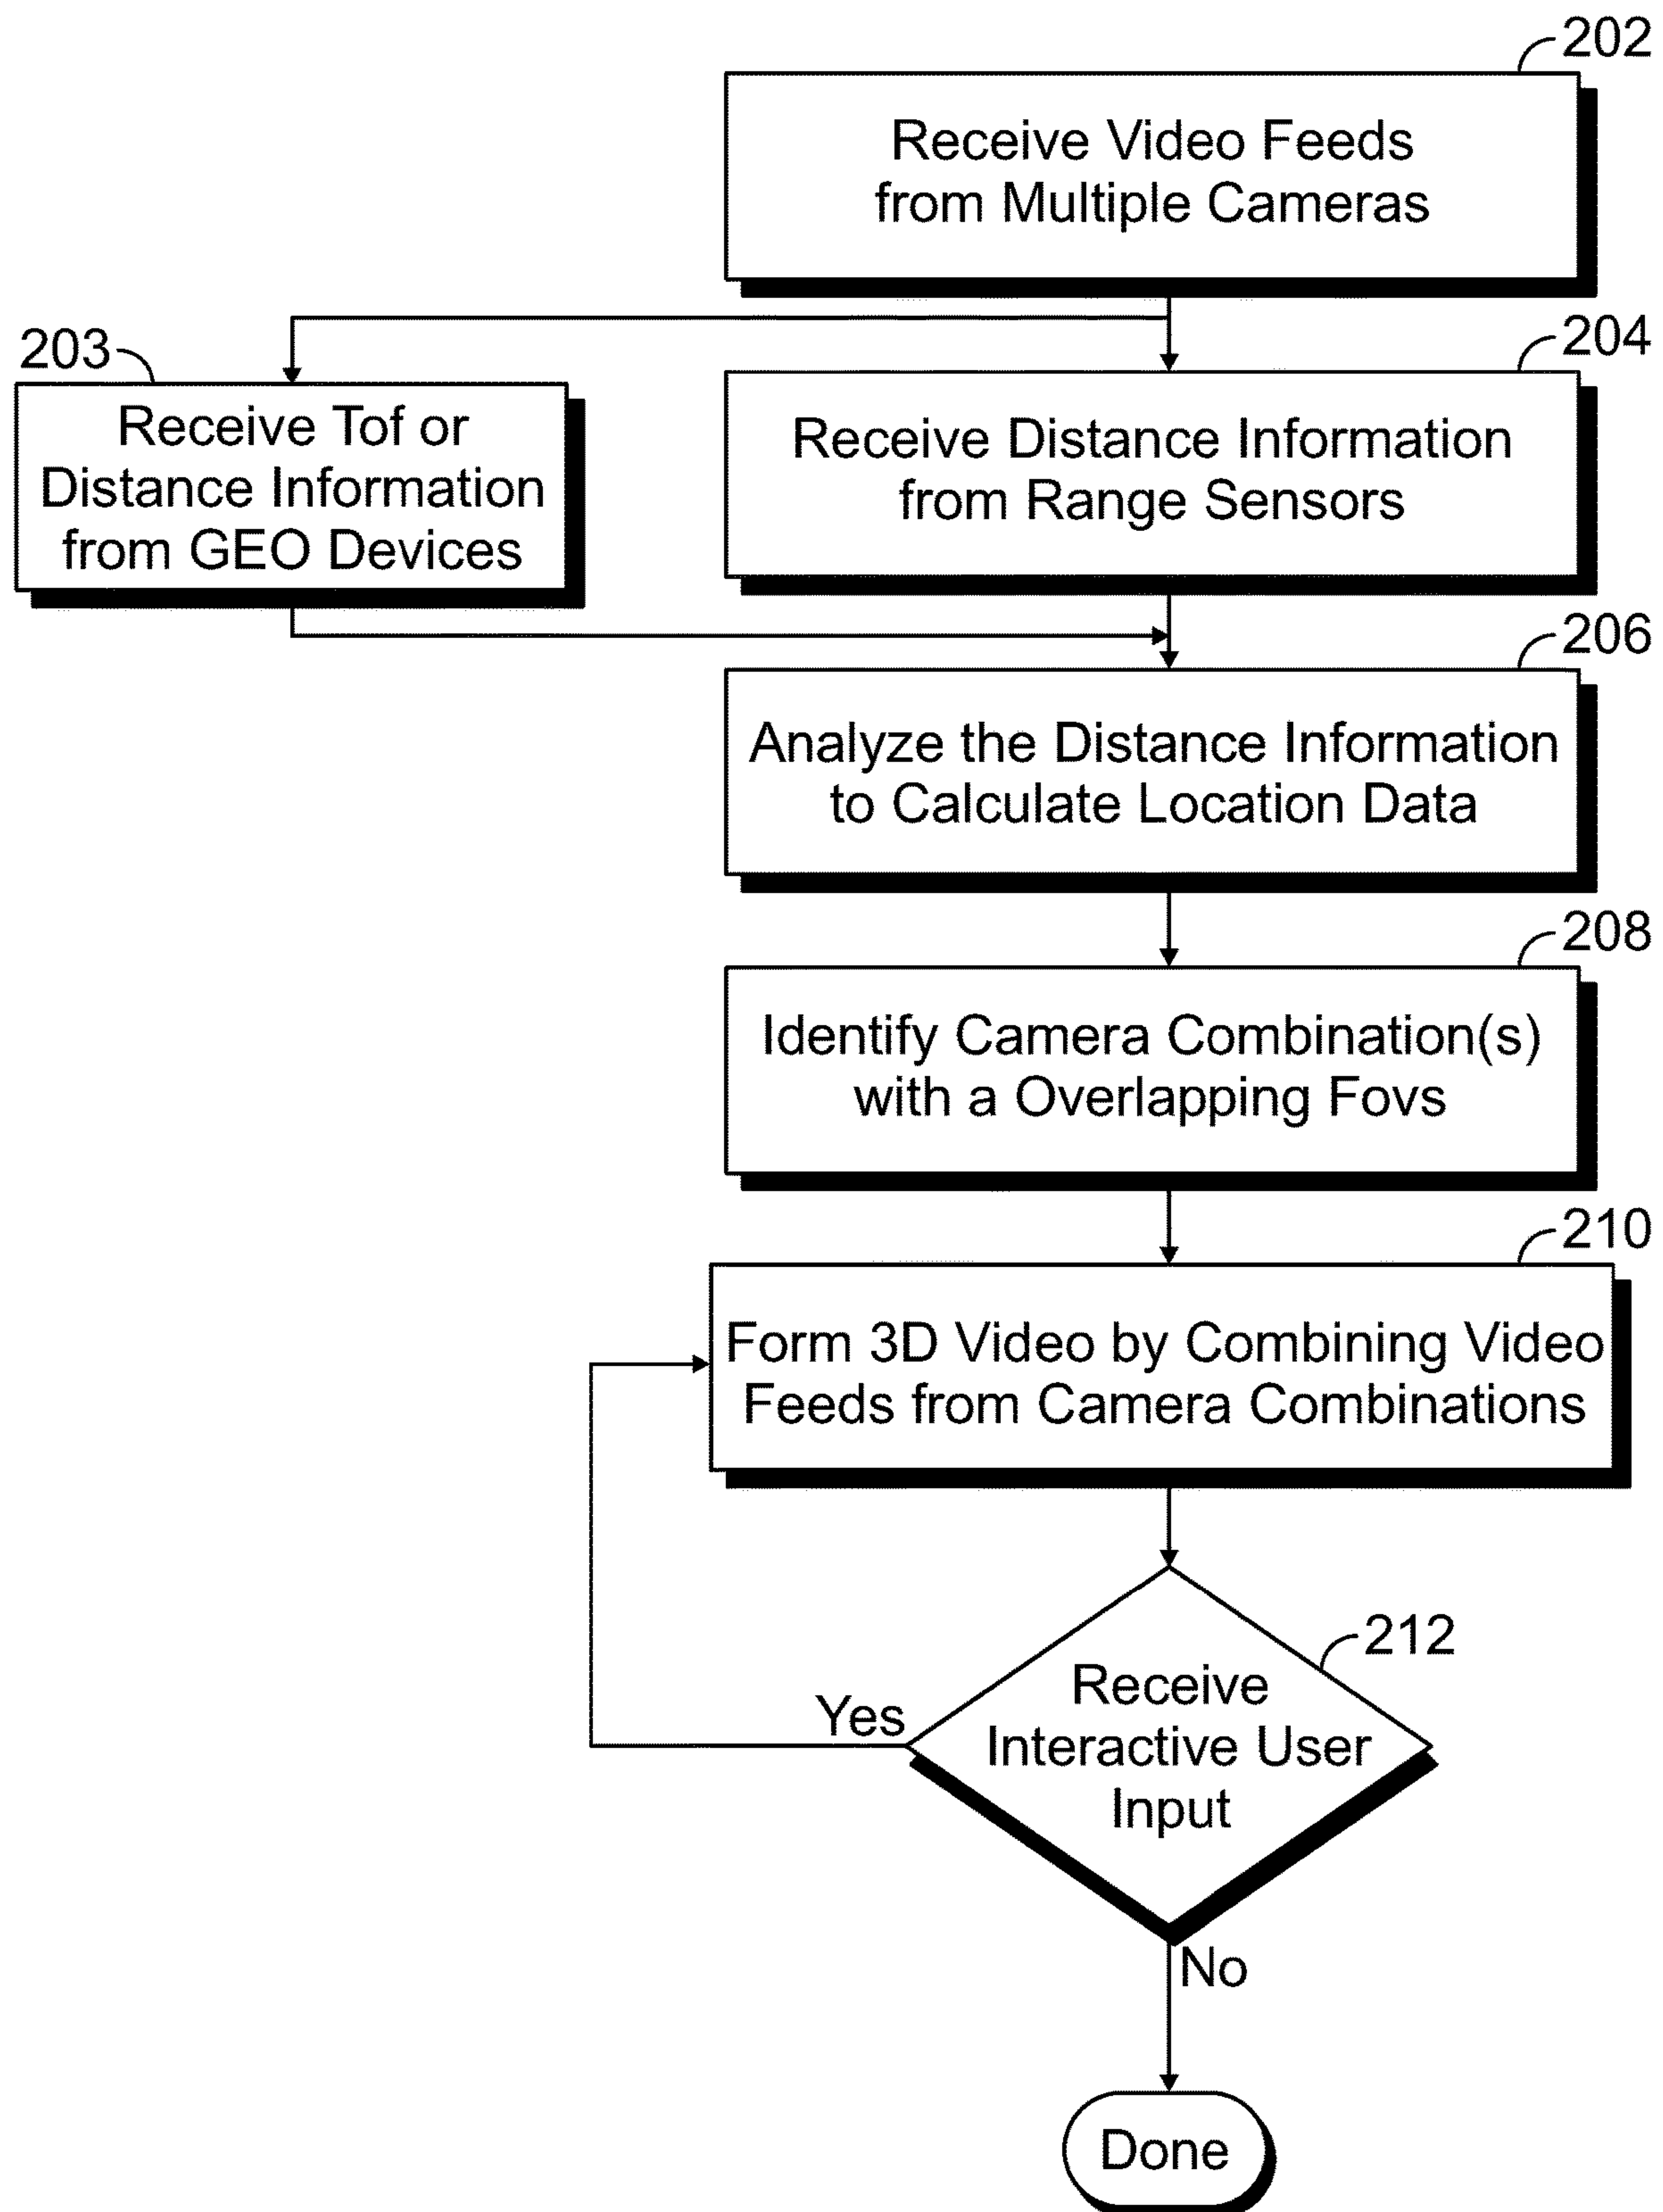 202
Receive Video Feeds
from Multiple Cameras
203
Receive Tof or
Distance Information
from GEO Devices
204
Receive Distance Information
from Range Sensors
206
Analyze the Distance Information
to Calculate Location Data
208
Identify Camera Combination(s)
with a Overlapping Fovs
210
Form 3D Video by Combining Video
Feeds from Camera Combinations
212
Receive
Interactive User
Input
Yes
No
Done